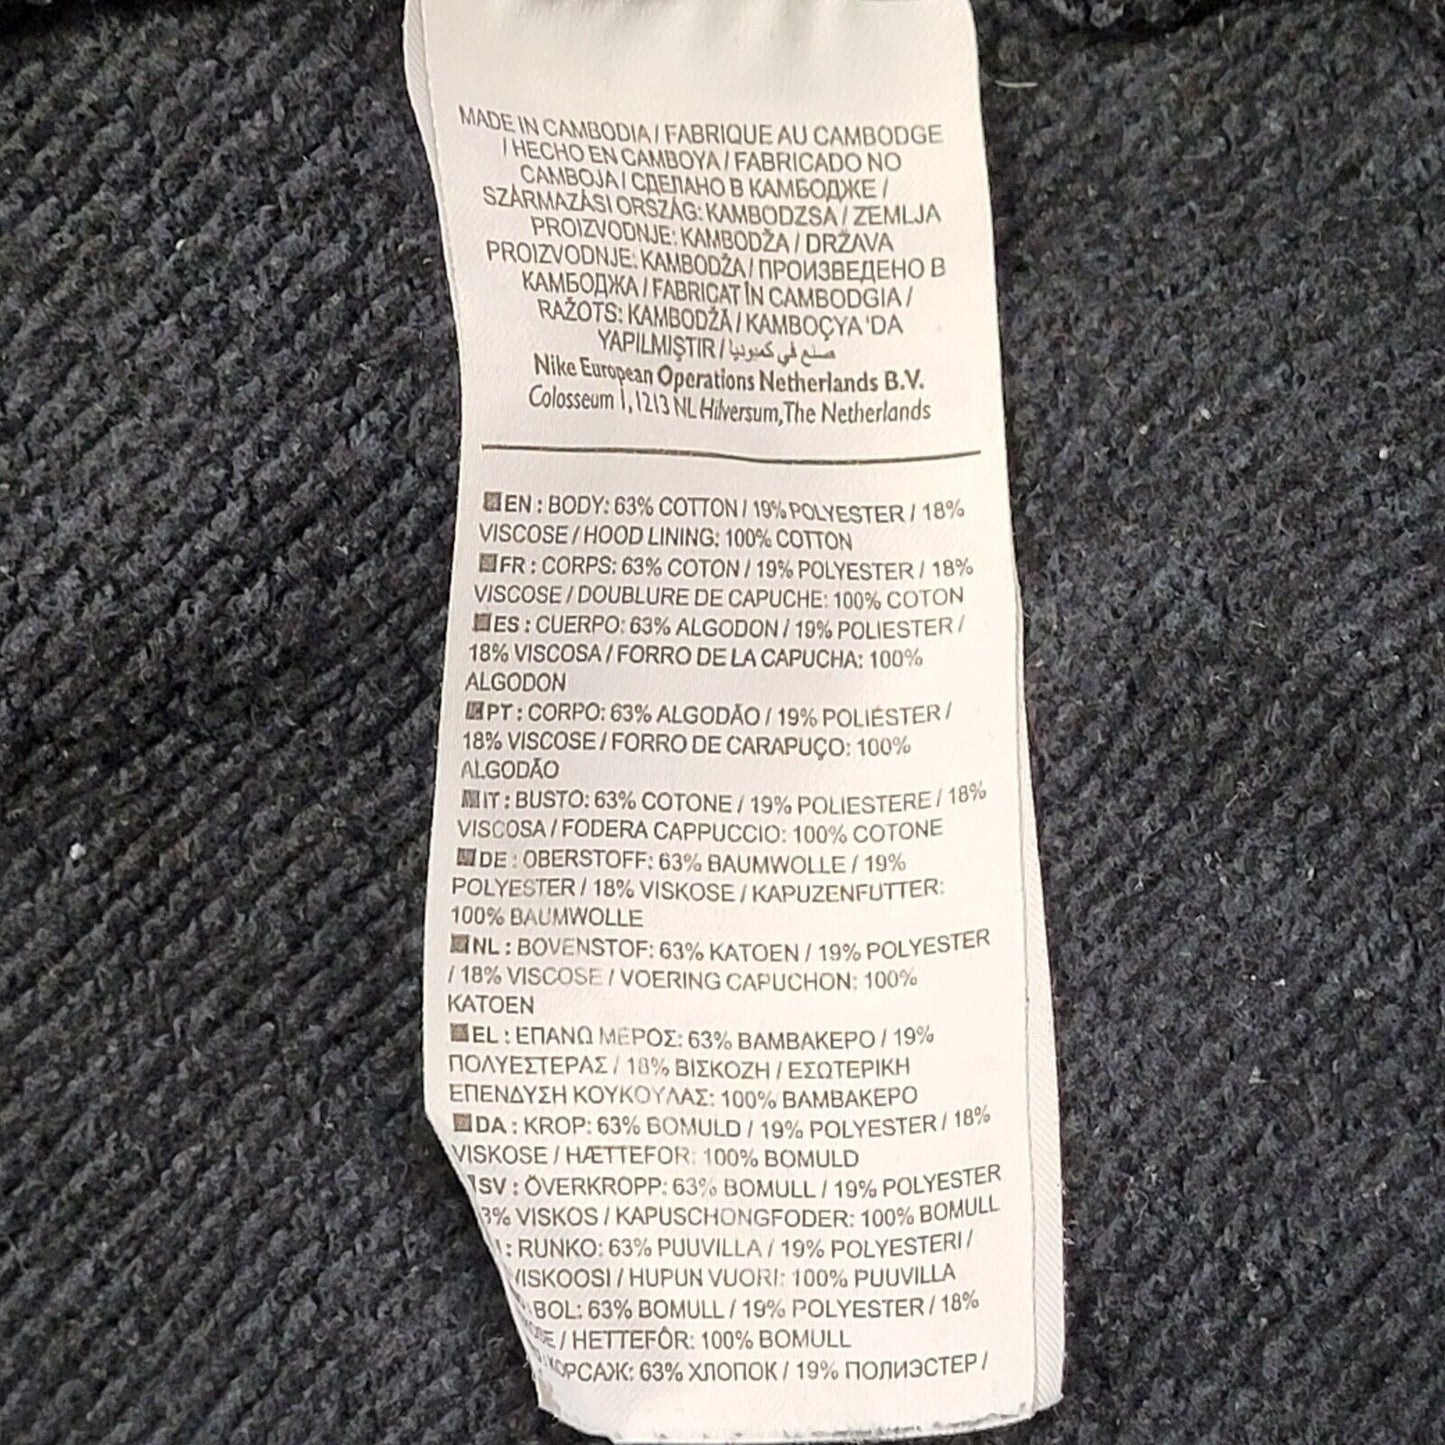 MADE IN CAMBODIA / FABRIQUE AU CAMBODGE
/ HECHO EN CAMBOYA / FABRICADO NO
CAMBOJA / СДЕЛАНО В КАМБОДЖЕ /
SZÁRMAZÁSI ORSZÁG: KAMBODZSA / ZEMLJA
PROIZVODNJE: KAMBODŽA / DRŽAVA
PROIZVODNJE: KAMBODŽA / ПРОИЗВЕДЕНО В
КАМБОДЖА / FABRICAT ÎN CAMBODGIA /
RAŽOTS: KAMBODŽĀ / KAMBOÇYA 'DA
YAPILMIŞTIR / صنع في كمبوديا
Nike European Operations Netherlands B.V.
Colosseum 1, 1213 NL Hilversum, The Netherlands
EN : BODY: 63% COTTON / 19% POLYESTER / 18%
VISCOSE / HOOD LINING: 100% COTTON
FR : CORPS: 63% COTON / 19% POLYESTER / 18%
VISCOSE / DOUBLURE DE CAPUCHE: 100% COTON
ES : CUERPO: 63% ALGODON / 19% POLIESTER /
18% VISCOSA / FORRO DE LA CAPUCHA: 100%
ALGODON
PT : CORPO: 63% ALGODÃO / 19% POLIÉSTER /
18% VISCOSE / FORRO DE CARAPUÇO: 100%
ALGODÃO
IT : BUSTO: 63% COTONE / 19% POLIESTERE / 18%
VISCOSA / FODERA CAPPUCCIO: 100% COTONE
DE : OBERSTOFF: 63% BAUMWOLLE / 19%
POLYESTER / 18% VISKOSE / KAPUZENFUTTER:
100% BAUMWOLLE
NL : BOVENSTOF: 63% KATOEN / 19% POLYESTER
/ 18% VISCOSE / VOERING CAPUCHON: 100%
KATOEN
EL : ΕΠΑΝΩ ΜΕΡΟΣ: 63% ΒΑΜΒΑΚΕΡΟ / 19%
ΠΟΛΥΕΣΤΕΡΑΣ / 18% ΒΙΣΚΟΖΗ / ΕΣΩΤΕΡΙΚΗ
ΕΠΕΝΔΥΣΗ ΚΟΥΚΟΥΛΑΣ: 100% ΒΑΜΒΑΚΕΡΟ
DA : KROP: 63% BOMULD / 19% POLYESTER / 18%
VISKOSE / HÆTTEFOR: 100% BOMULD
SV : ÖVERKROPP: 63% BOMULL / 19% POLYESTER
% VISKOS / KAPUSCHONGFODER: 100% BOMULL
: RUNKO: 63% PUUVILLA / 19% POLYESTERI /
VISKOOSI / HUPUN VUORI: 100% PUUVILLA
BOL: 63% BOMULL / 19% POLYESTER / 18%
/ HETTEFÔR: 100% BOMULL
КОРСАЖ: 63% ХЛОПОК / 19% ПОЛИЭСТЕР /